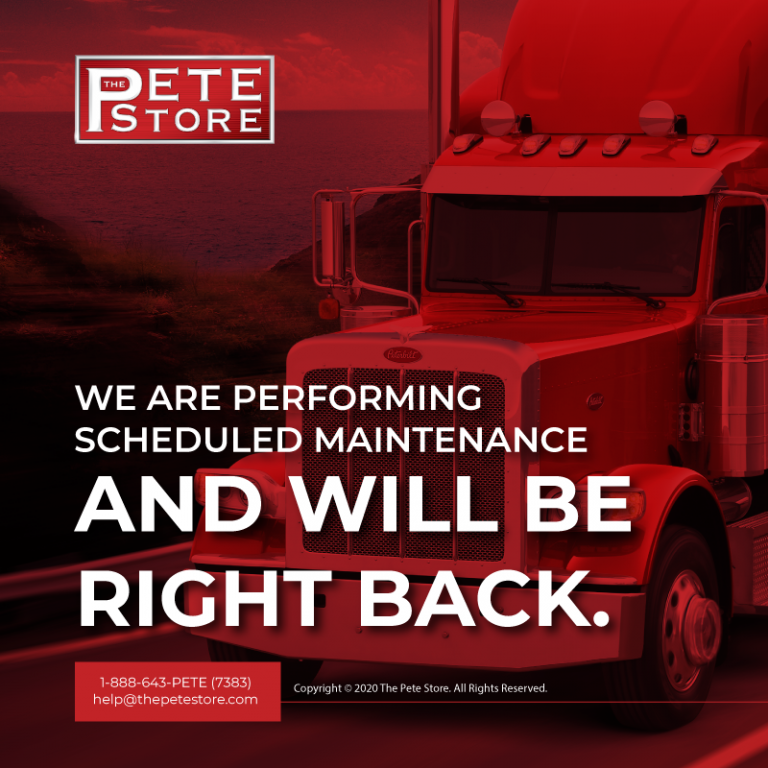 THE PETE
STORE
Peterbilt
WE ARE PERFORMING
SCHEDULED MAINTENANCE
AND WILL BE
RIGHT BACK.
1-888-643-PETE (7383)
help@thepetestore.com
Copyright © 2020 The Pete Store. All Rights Reserved.